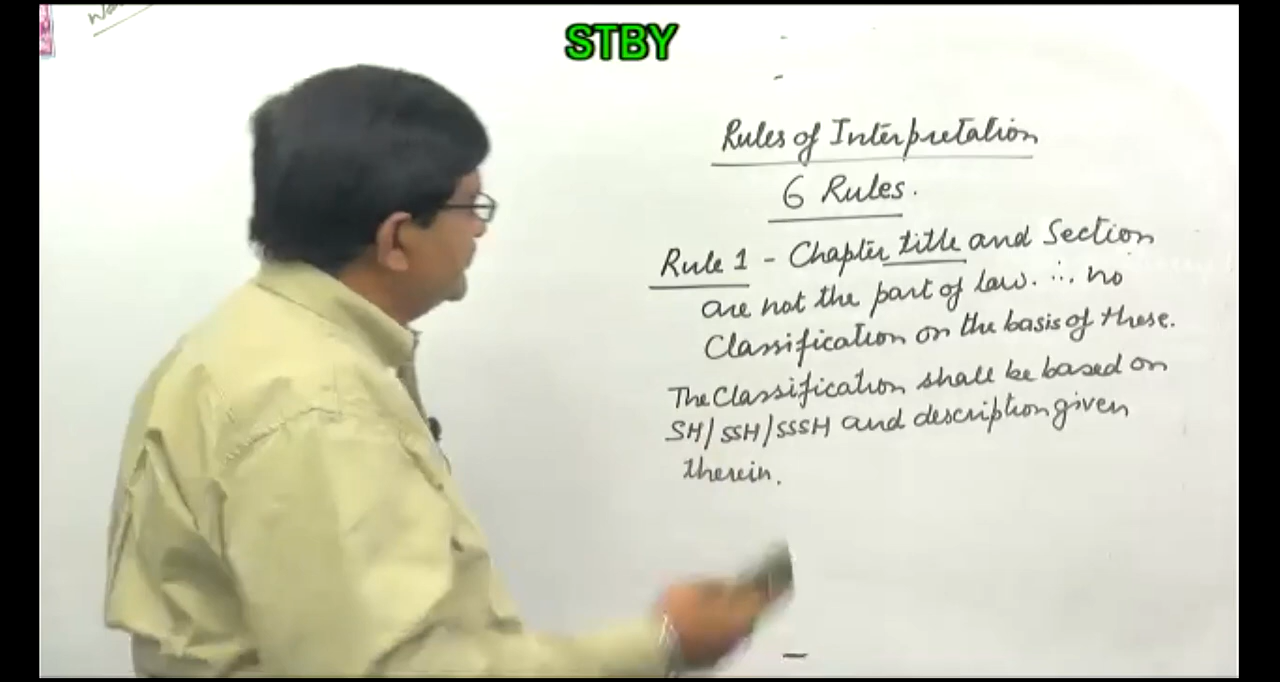 STBY
Rules of Interpretation
6 Rules.
Rule 1 - Chapter title and Section
are not the part of law. ∴ no
Classification on the basis of these.
The Classification shall be based on
SH/SSH/SSSH and description given
therein.